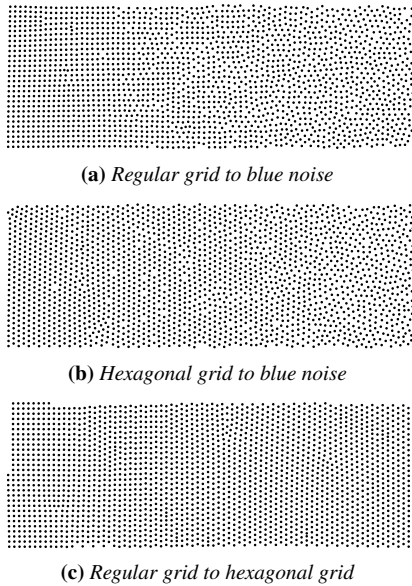 (a) Regular grid to blue noise
(b) Hexagonal grid to blue noise
(c) Regular grid to hexagonal grid